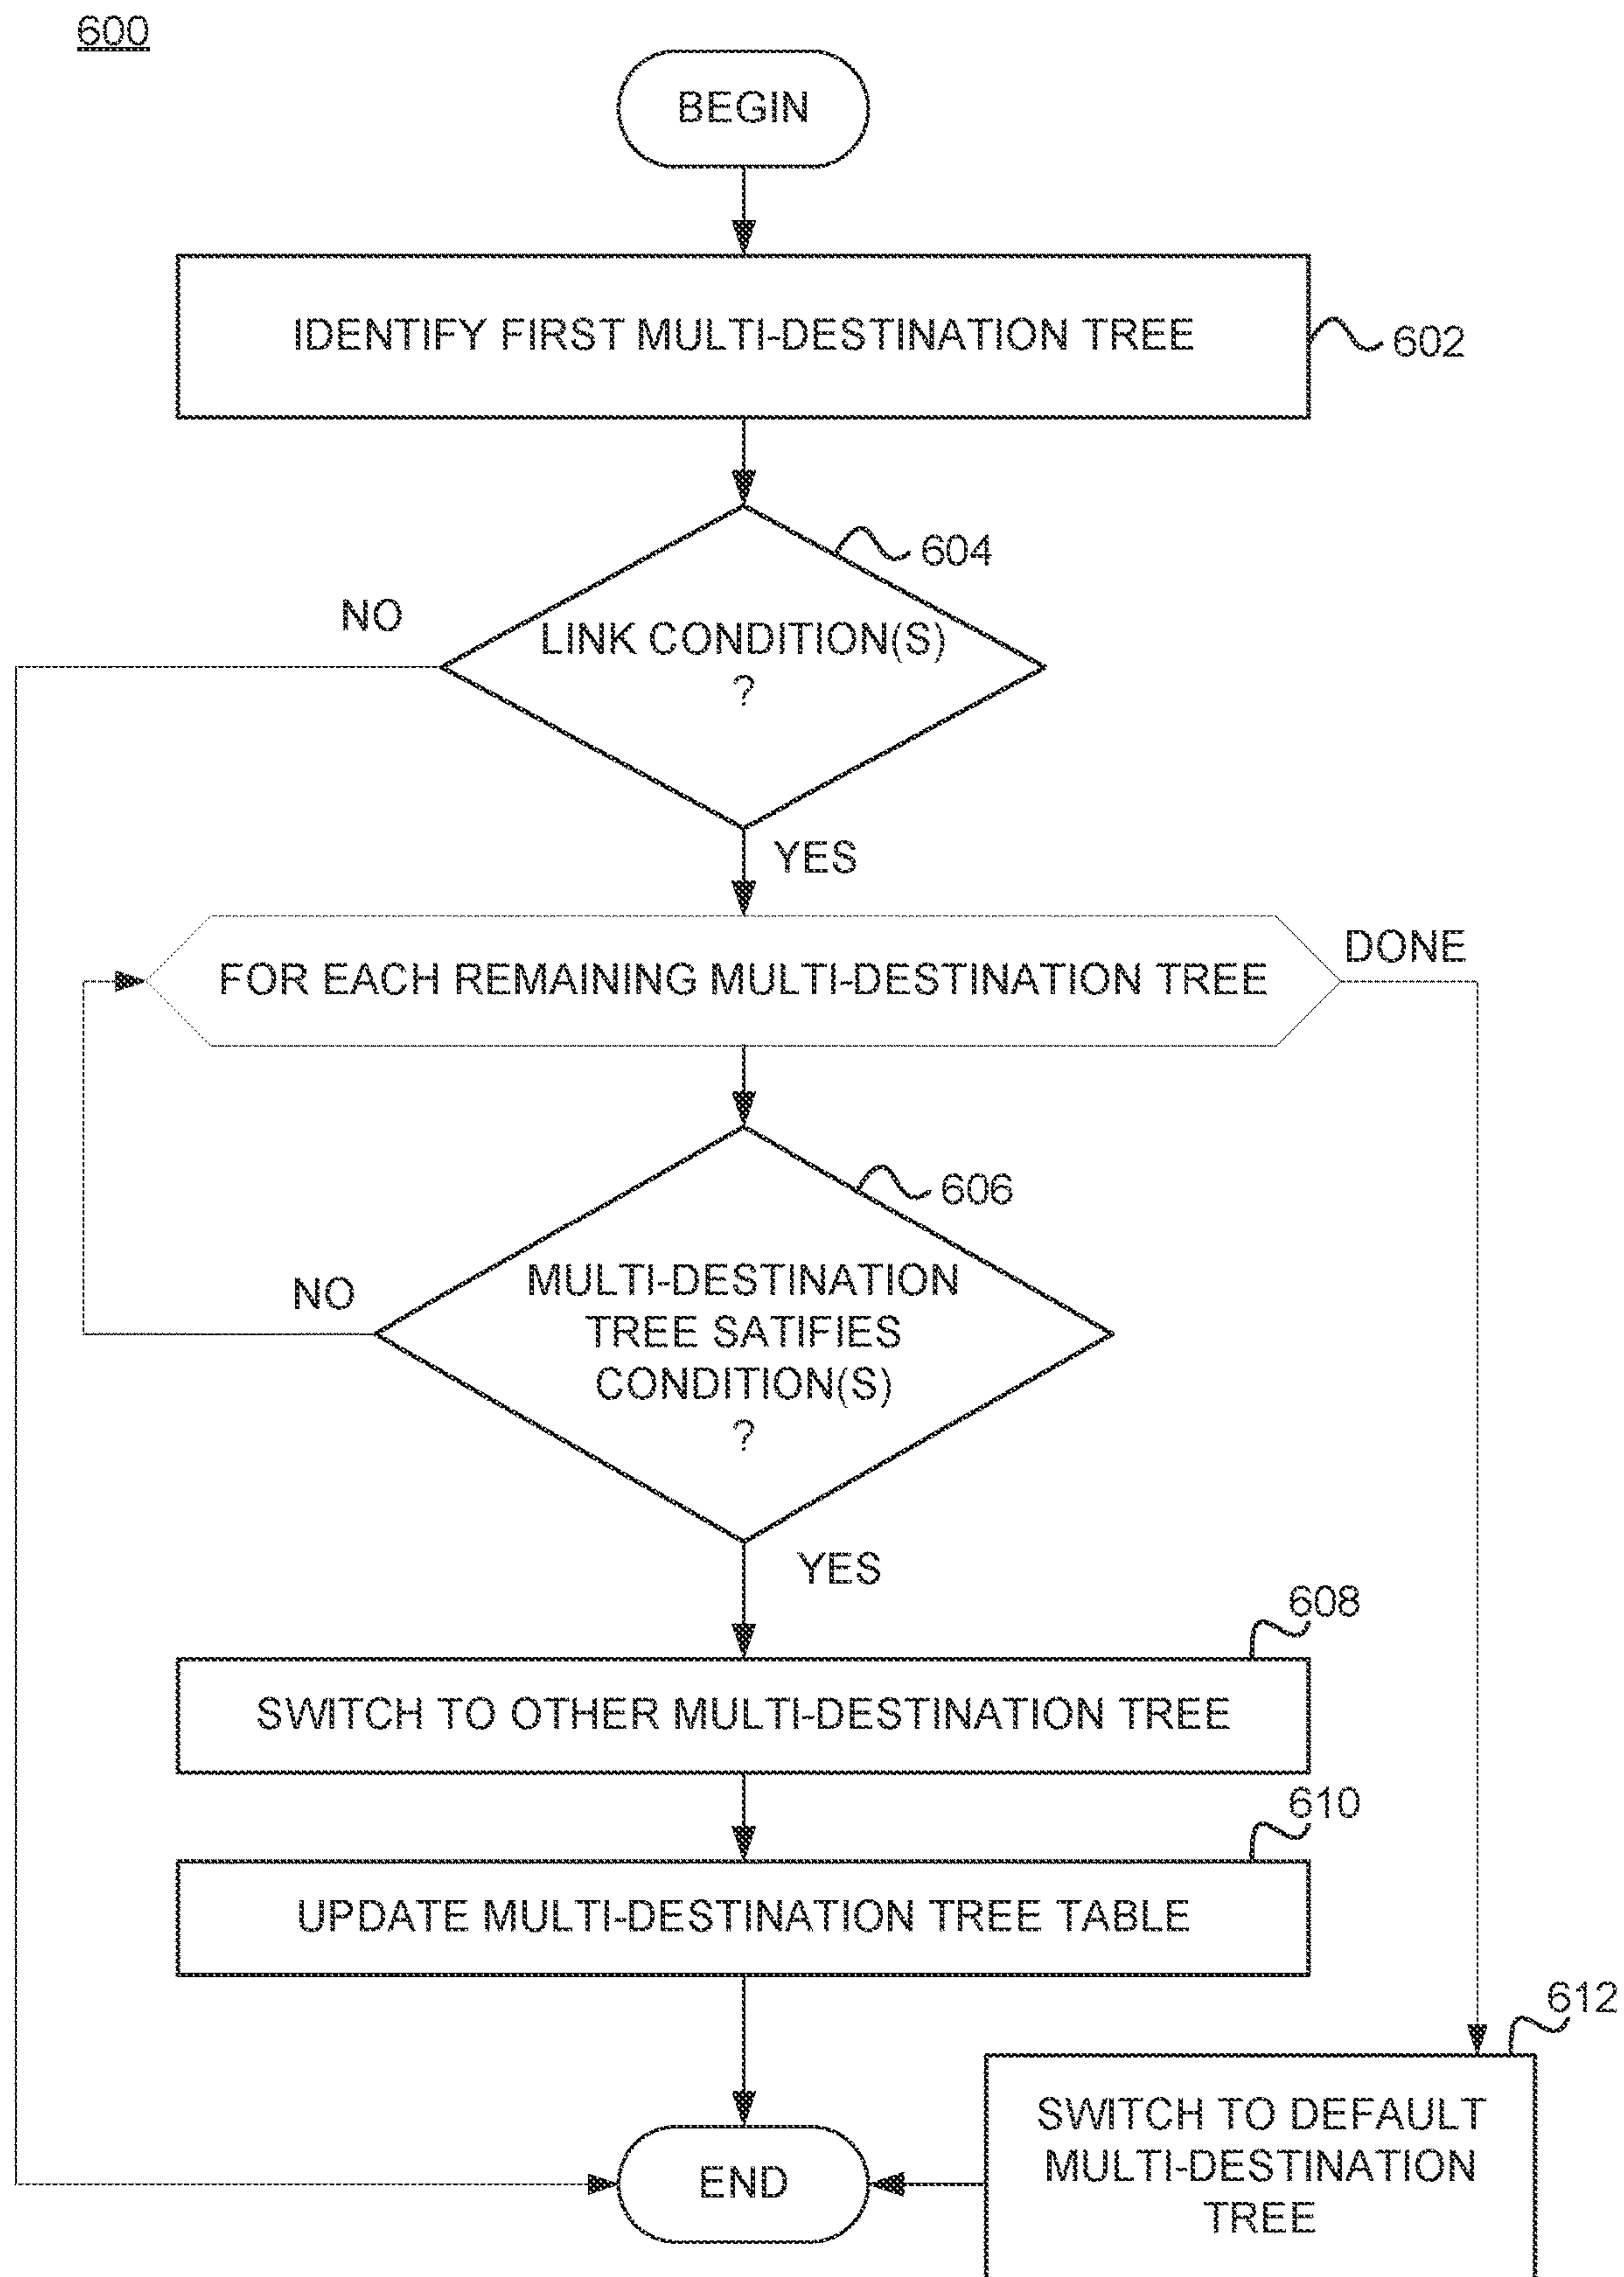 600
BEGIN
IDENTIFY FIRST MULTI-DESTINATION TREE
602
604
NO
LINK CONDITION(S)
?
YES
DONE
FOR EACH REMAINING MULTI-DESTINATION TREE
606
NO
MULTI-DESTINATION
TREE SATIFIES
CONDITION(S)
?
YES
608
SWITCH TO OTHER MULTI-DESTINATION TREE
610
UPDATE MULTI-DESTINATION TREE TABLE
612
SWITCH TO DEFAULT
MULTI-DESTINATION
TREE
END